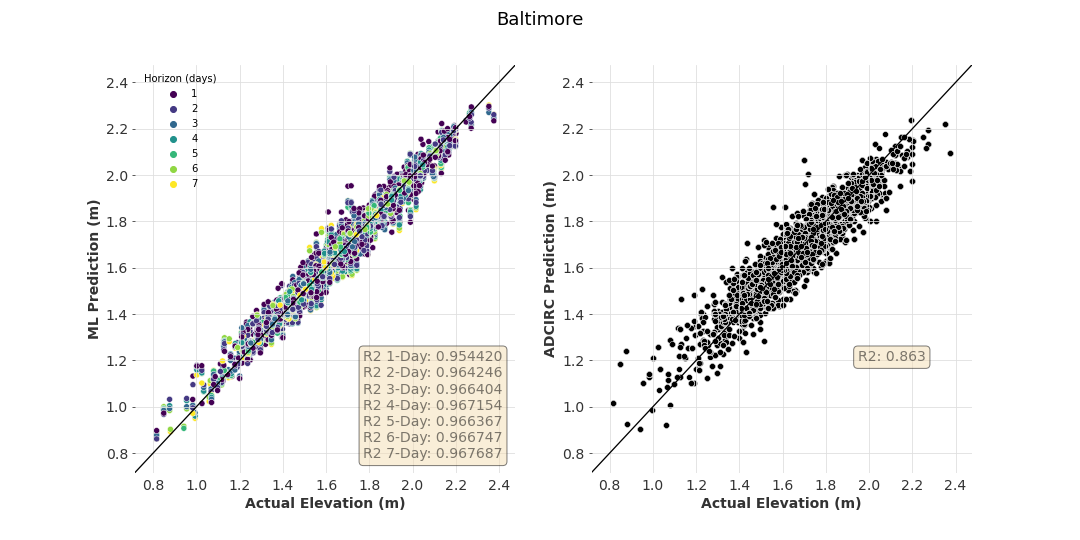 Baltimore
Horizon (days)
1
2
3
4
5
6
7
ML Prediction (m)
2.4
2.2
2.0
1.8
1.6
1.4
1.2
1.0
0.8
R2 1-Day: 0.954420
R2 2-Day: 0.964246
R2 3-Day: 0.966404
R2 4-Day: 0.967154
R2 5-Day: 0.966367
R2 6-Day: 0.966747
R2 7-Day: 0.967687
0.8 1.0 1.2 1.4 1.6 1.8 2.0 2.2 2.4
Actual Elevation (m)
ADCIRC Prediction (m)
2.4
2.2
2.0
1.8
1.6
1.4
1.2
1.0
0.8
R2: 0.863
0.8 1.0 1.2 1.4 1.6 1.8 2.0 2.2 2.4
Actual Elevation (m)